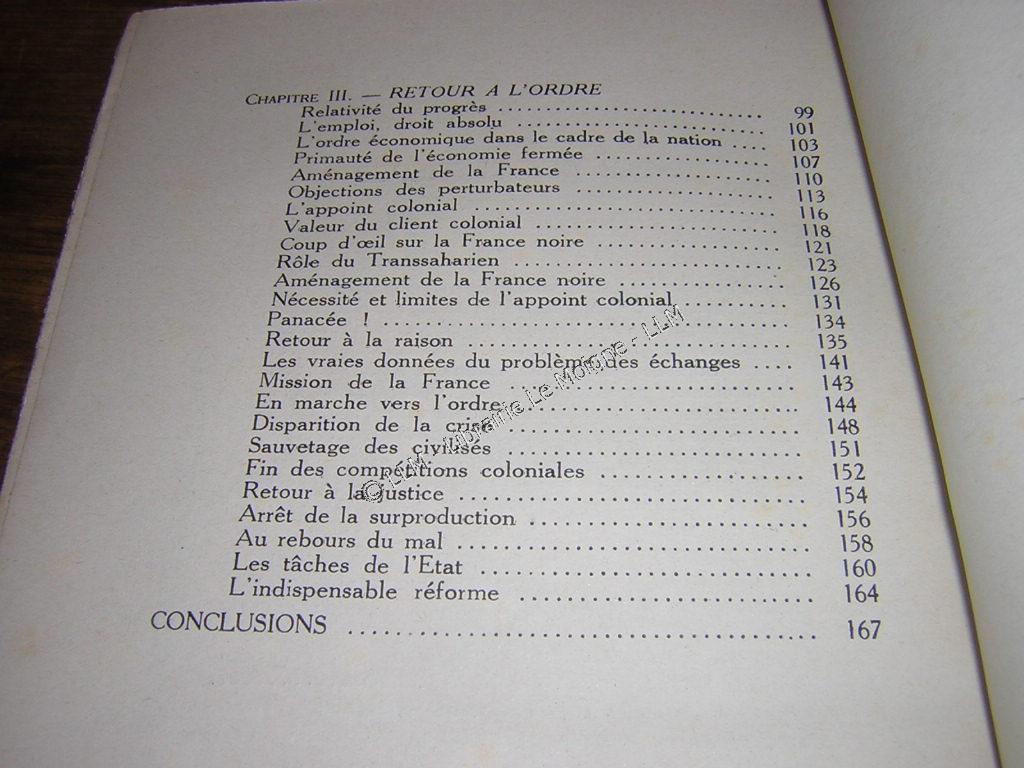 CHAPITRE III. — RETOUR A L'ORDRE
Relativité du progrès ........................ 99
L'emploi, droit absolu ........................ 101
L'ordre économique dans le cadre de la nation .... 103
Primauté de l'économie fermée .................. 107
Aménagement de la France .................... 110
Objections des perturbateurs .................... 113
L'appoint colonial ............................ 116
Valeur du client colonial ........................ 118
Coup d'œil sur la France noire .................. 121
Rôle du Transsaharien .......................... 123
Aménagement de la France noire ................ 126
Nécessité et limites de l'appoint colonial .......... 131
Panacée ! .................................... 134
Retour à la raison ............................ 135
Les vraies données du problème des échanges .... 141
Mission de la France .......................... 143
En marche vers l'ordre .......................... 144
Disparition de la crise .......................... 148
Sauvetage des civilisés .......................... 151
Fin des compétitions coloniales .................. 152
Retour à la justice .............................. 154
Arrêt de la surproduction ........................ 156
Au rebours du mal .............................. 158
Les tâches de l'Etat ............................ 160
L'indispensable réforme .......................... 164
CONCLUSIONS .................................. 167
© LLM - Librairie Le Moigne - LLM